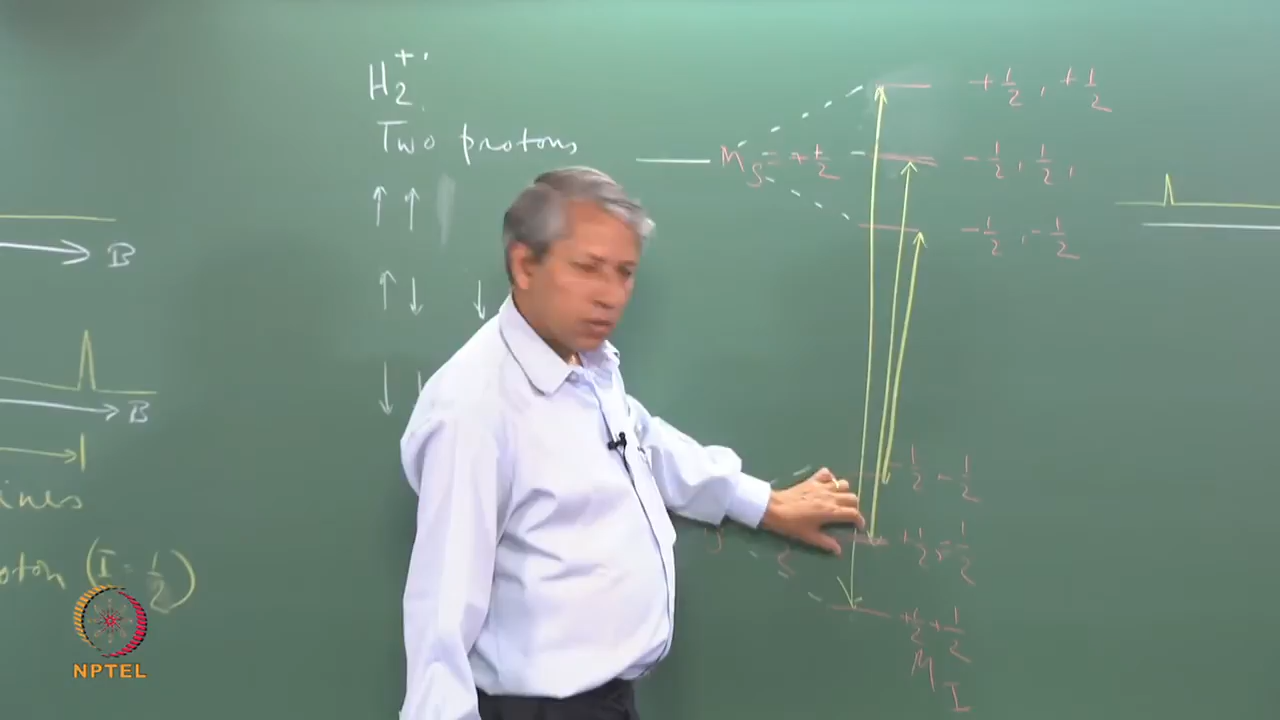 H₂⁺·
Two protons
↑ ↑
↑ ↓ ↓
↓
B
B
ines
oton (I = 1/2)
M_S = +1/2
+1/2, +1/2
-1/2, 1/2,
-1/2, -1/2
1/2 - 1/2
+1/2, -1/2
+1/2 +1/2
M_I
NPTEL